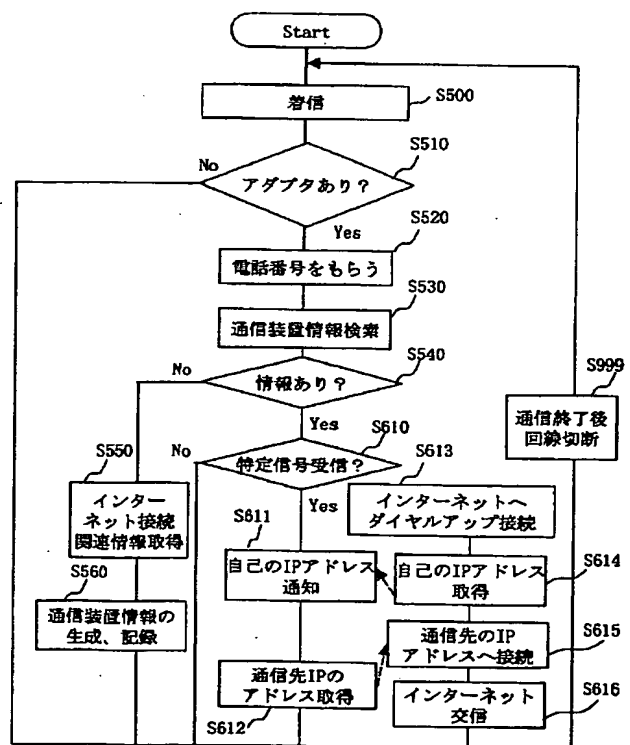 Start
S500
着信
S510
No
アダプタあり?
S520
Yes
電話番号をもらう
S530
通信装置情報検索
S540
No
情報あり?
S999
通信終了後
回線切断
Yes
S610
No
特定信号受信?
S613
S550
インター
ネット接続
関連情報取得
Yes
インターネットへ
ダイヤルアップ接続
S611
自己のIPアドレス
通知
S614
自己のIPアドレス
取得
S560
通信装置情報の
生成、記録
S615
通信先のIP
アドレスへ接続
通信先IPの
アドレス取得
S612
S616
インターネット
交信